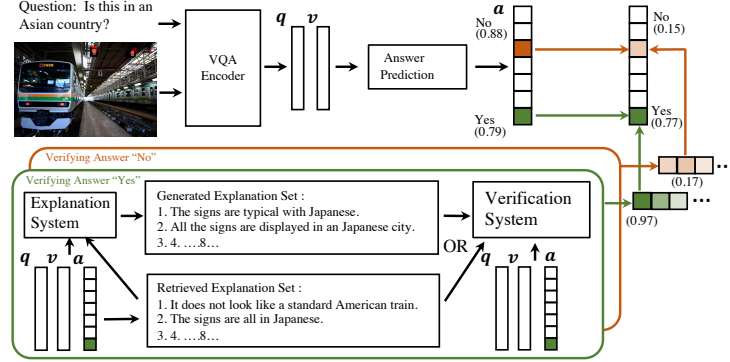 Question: Is this in an
Asian country?
VQA
Encoder
q v
Answer
Prediction
a
No
(0.88)
Yes
(0.79)
No
(0.15)
Yes
(0.77)
Verifying Answer “No”
(0.17)
..
Verifying Answer “Yes”
(0.97)
...
Explanation
System
Generated Explanation Set :
1. The signs are typical with Japanese.
2. All the signs are displayed in an Japanese city.
3. 4. ….8…
Verification
System
OR
q v a
Retrieved Explanation Set :
1. It does not look like a standard American train.
2. The signs are all in Japanese.
3. 4. ….8…
q v a